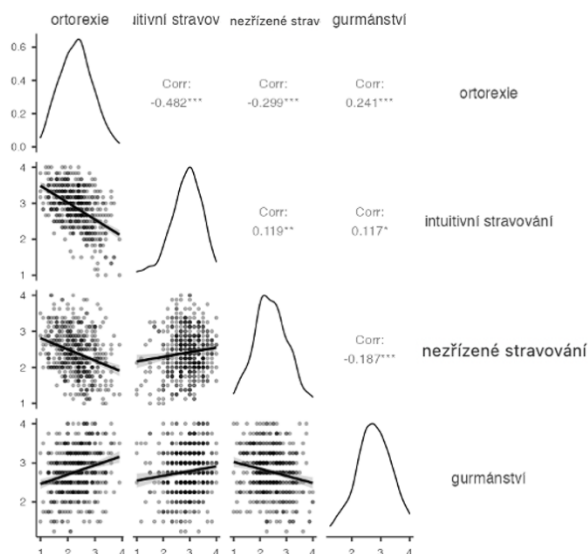 ortorexie uitivní stravov nezřízené strav gurmánství
0.6
0.4
0.2
0.0
Corr: Corr: Corr:
-0.482*** -0.299*** 0.241***
ortorexie
4
3
2
1
Corr: Corr:
0.119** 0.117*
intuitivní stravování
4
3
2
1
Corr:
-0.187***
nezřízené stravování
4
3
2
gurmánství
1 2 3 4 1 2 3 4 1 2 3 4 2 3 4